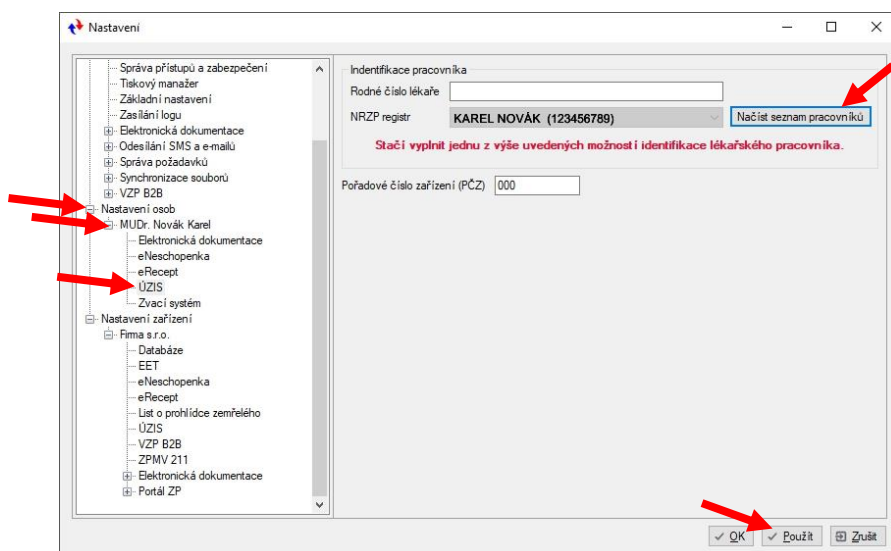 Nastavení
Správa přístupů a zabezpečení
Tiskový manažer
Základní nastavení
Zasílání logu
Elektronická dokumentace
Odesílání SMS a e-mailů
Správa požadavků
Synchronizace souborů
VZP B2B
Nastavení osob
MUDr. Novák Karel
Elektronická dokumentace
eNeschopenka
eRecept
ÚZIS
Zvací systém
Nastavení zařízení
Firma s.r.o.
Databáze
EET
eNeschopenka
eRecept
List o prohlídce zemřelého
ÚZIS
VZP B2B
ZPMV 211
Elektronická dokumentace
Portál ZP
Indentifikace pracovníka
Rodné číslo lékaře
NRZP registr KAREL NOVÁK (123456789) Načíst seznam pracovníků
Stačí vyplnit jednu z výše uvedených možností identifikace lékařského pracovníka.
Pořadové číslo zařízení (PČZ) 000
OK Použít Zrušit